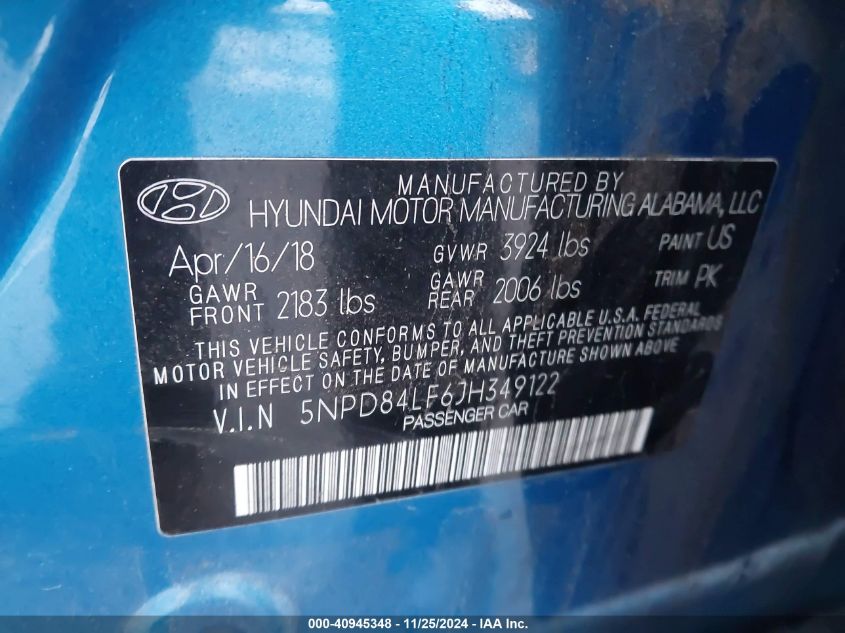 MANUFACTURED BY
HYUNDAI MOTOR MANUFACTURING ALABAMA, LLC
Apr/16/18 GVWR 3924 lbs PAINT US
GAWR FRONT 2183 lbs GAWR REAR 2006 lbs TRIM PK
THIS VEHICLE CONFORMS TO ALL APPLICABLE U.S.A. FEDERAL
MOTOR VEHICLE SAFETY, BUMPER, AND THEFT PREVENTION STANDARDS
IN EFFECT ON THE DATE OF MANUFACTURE SHOWN ABOVE
V.I.N 5NPD84LF6JH349122
PASSENGER CAR
000-40945348 - 11/25/2024 - IAA Inc.